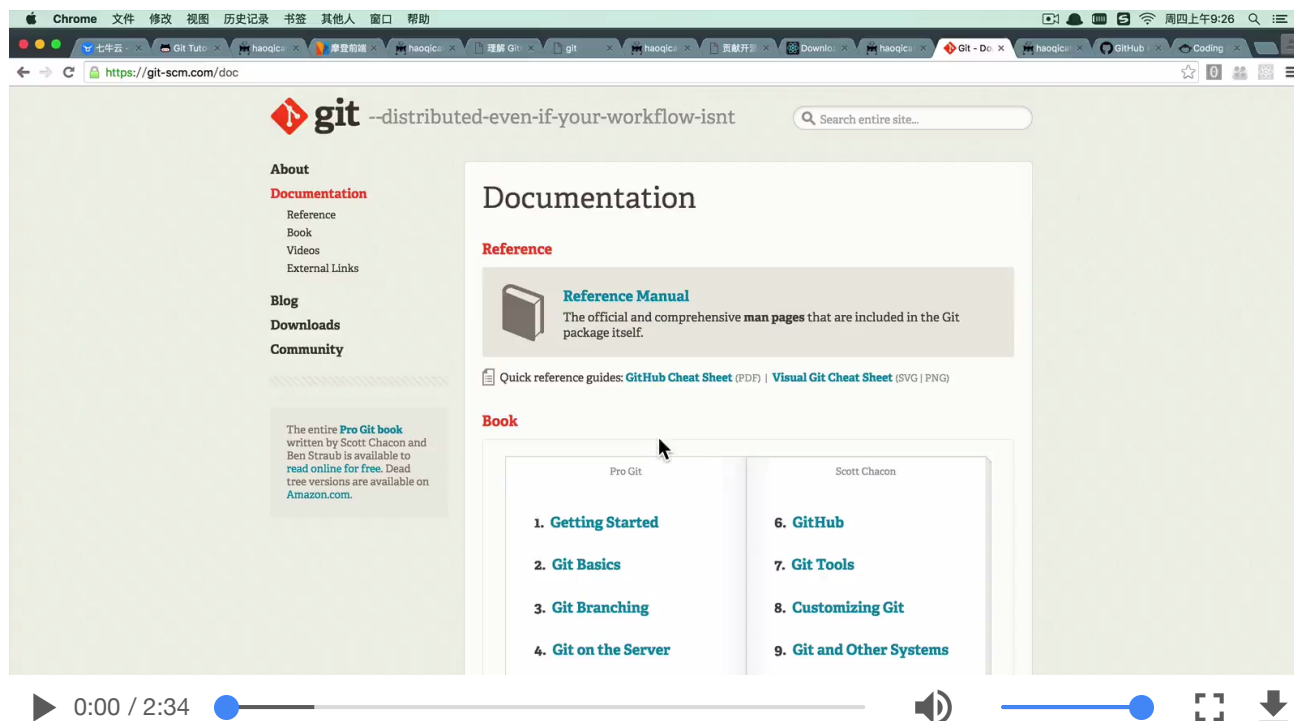 Chrome 文件 修改 视图 历史记录 书签 其他人 窗口 帮助 周四上午9:26
七牛云 - Git Tuto haoqica 摩登前端 haoqica 理解 Git git haoqica 贡献开源 Downloa haoqica Git - Do haoqica GitHub Coding
https://git-scm.com/doc
git --distributed-even-if-your-workflow-isnt
Search entire site...
About
Documentation
Reference
Book
Videos
External Links
Blog
Downloads
Community
The entire Pro Git book
written by Scott Chacon and
Ben Straub is available to
read online for free. Dead
tree versions are available on
Amazon.com.
Documentation
Reference
Reference Manual
The official and comprehensive man pages that are included in the Git
package itself.
Quick reference guides: GitHub Cheat Sheet (PDF) | Visual Git Cheat Sheet (SVG | PNG)
Book
Pro Git
1. Getting Started
2. Git Basics
3. Git Branching
4. Git on the Server
Scott Chacon
6. GitHub
7. Git Tools
8. Customizing Git
9. Git and Other Systems
0:00 / 2:34